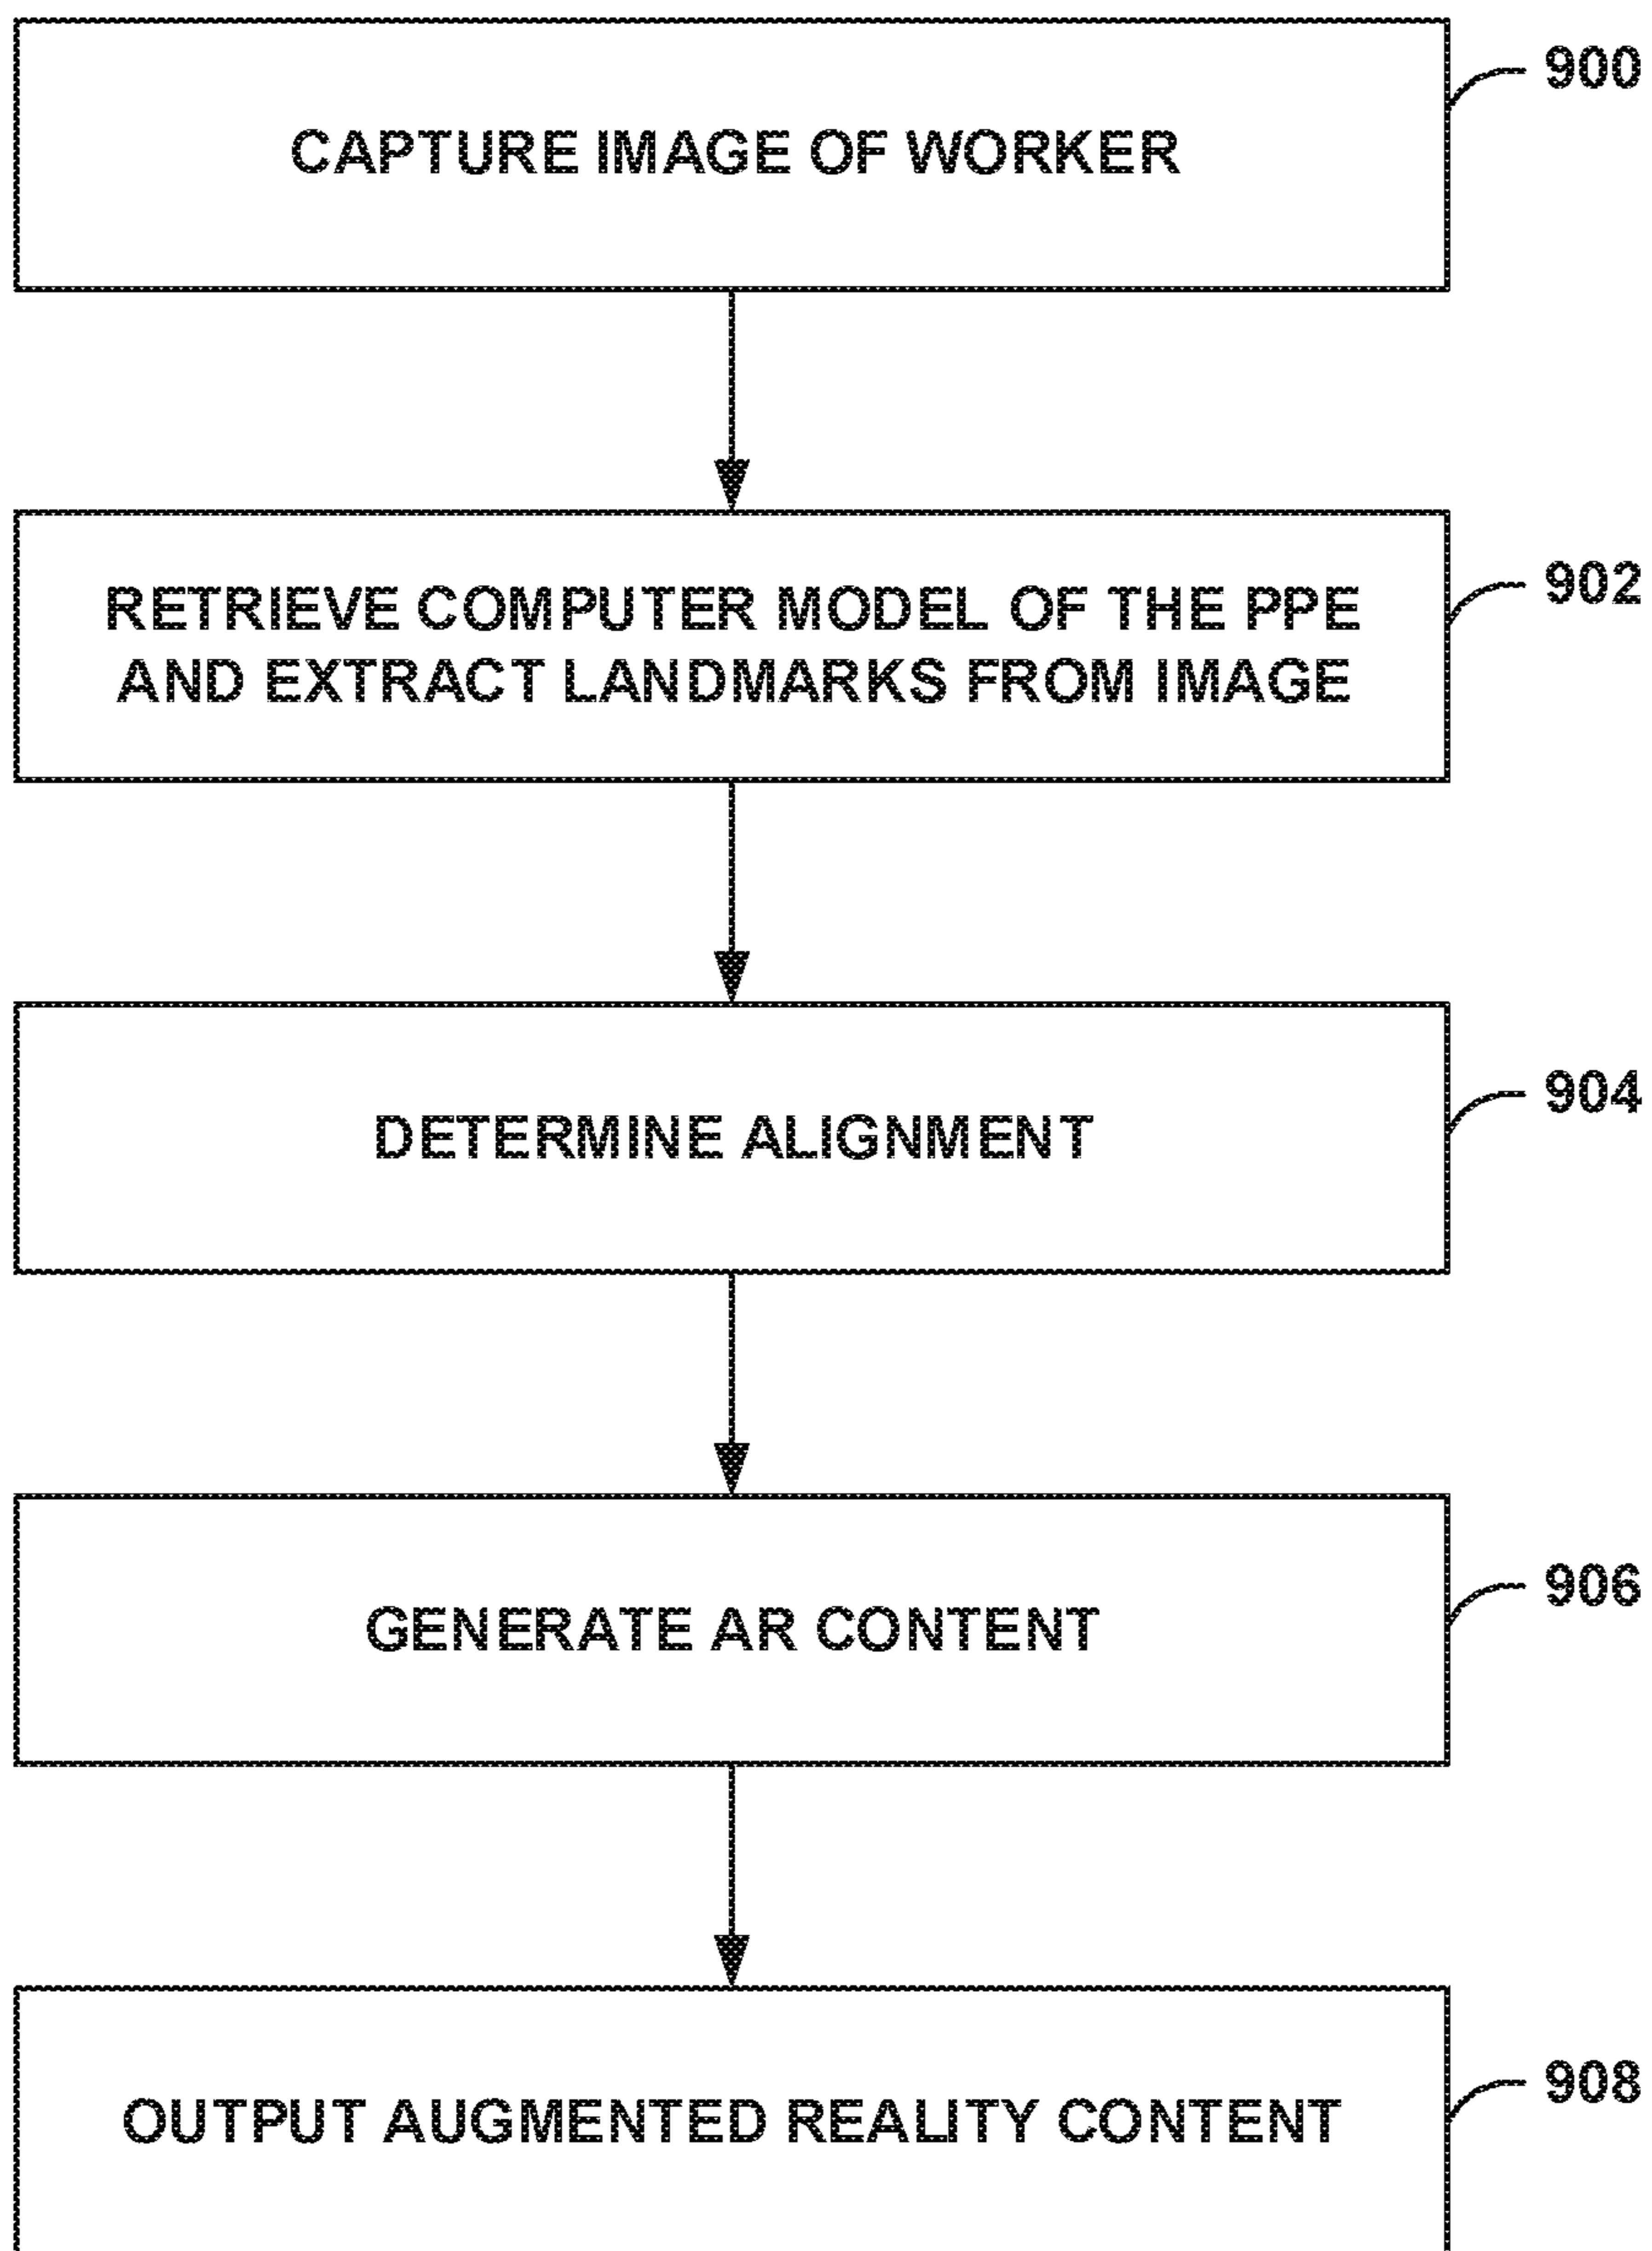 CAPTURE IMAGE OF WORKER
900
RETRIEVE COMPUTER MODEL OF THE PPE
AND EXTRACT LANDMARKS FROM IMAGE
902
DETERMINE ALIGNMENT
904
GENERATE AR CONTENT
906
OUTPUT AUGMENTED REALITY CONTENT
908